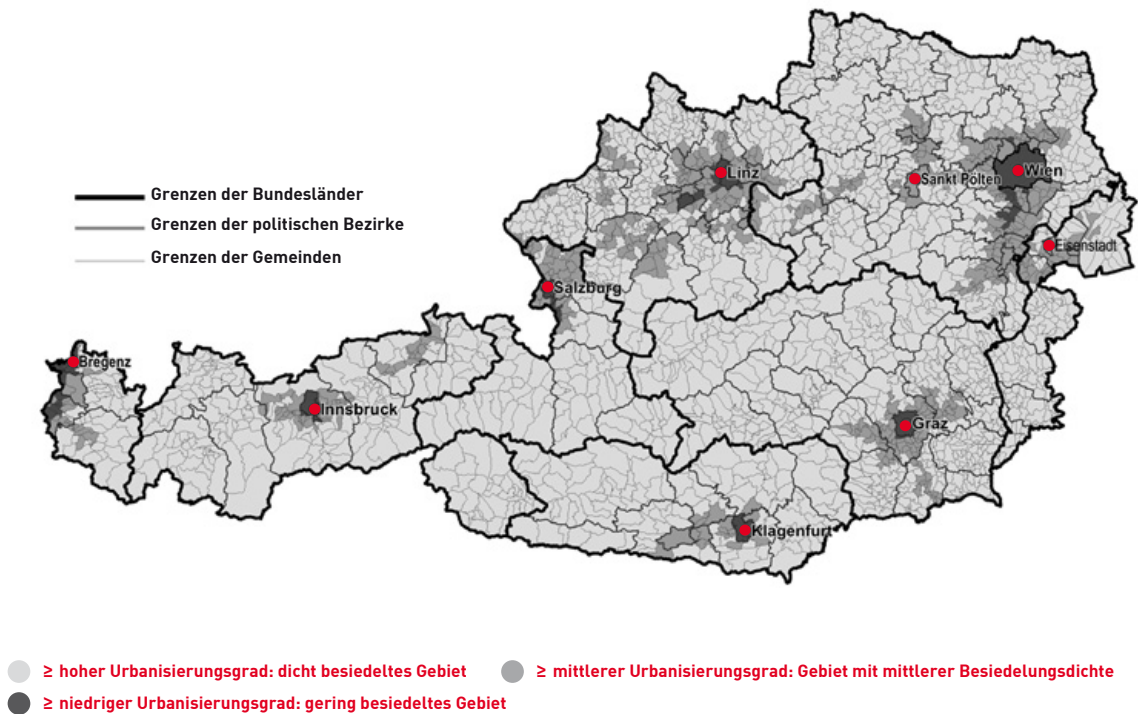 Grenzen der Bundesländer
Grenzen der politischen Bezirke
Grenzen der Gemeinden
Linz
Sankt Pölten
Wien
Eisenstadt
Salzburg
Bregenz
Innsbruck
Graz
Klagenfurt
≥ hoher Urbanisierungsgrad: dicht besiedeltes Gebiet
≥ mittlerer Urbanisierungsgrad: Gebiet mit mittlerer Besiedelungsdichte
≥ niedriger Urbanisierungsgrad: gering besiedeltes Gebiet